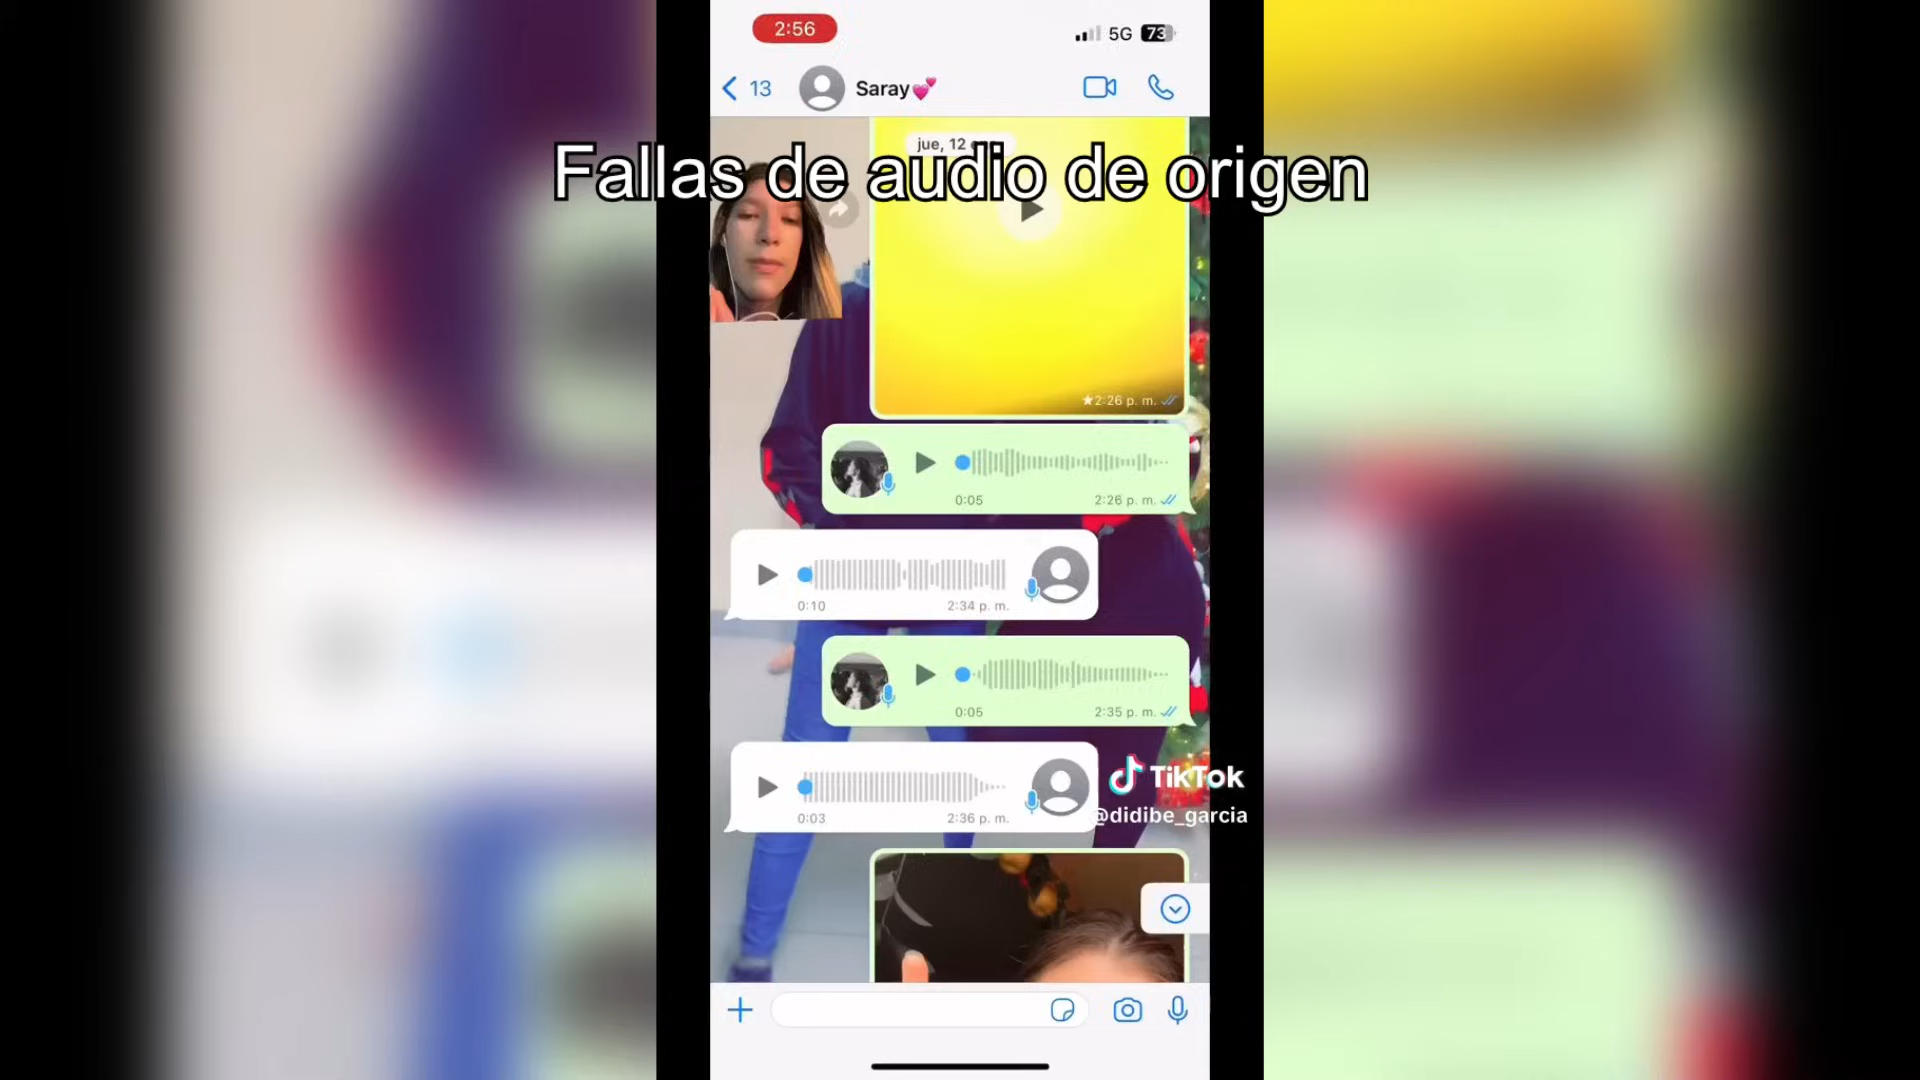 2:56
5G 73
13 Saray💕
jue, 12
Fallas de audio de origen
★2:26 p. m.
0:05 2:26 p. m.
0:10 2:34 p. m.
0:05 2:35 p. m.
TikTok
@didibe_garcia
0:03 2:36 p. m.